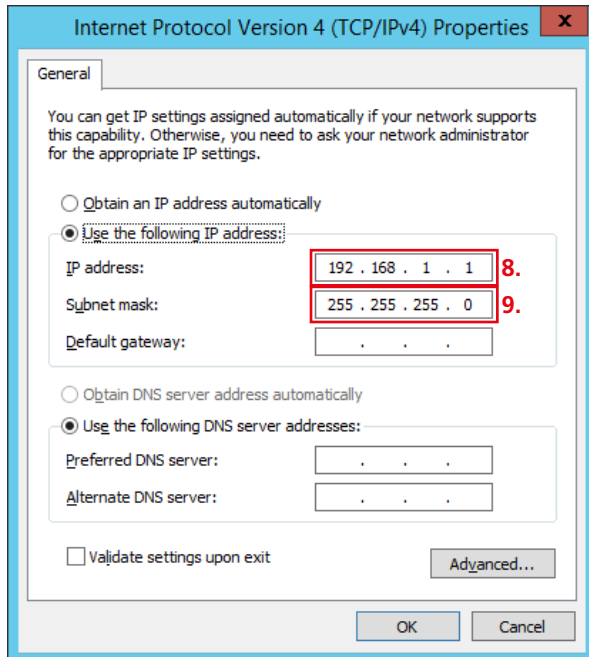 Internet Protocol Version 4 (TCP/IPv4) Properties
x
General
You can get IP settings assigned automatically if your network supports
this capability. Otherwise, you need to ask your network administrator
for the appropriate IP settings.
Obtain an IP address automatically
Use the following IP address:
IP address: 192 . 168 . 1 . 1 8.
Subnet mask: 255 . 255 . 255 . 0 9.
Default gateway: . . .
Obtain DNS server address automatically
Use the following DNS server addresses:
Preferred DNS server: . . .
Alternate DNS server: . . .
Validate settings upon exit
Advanced...
OK Cancel